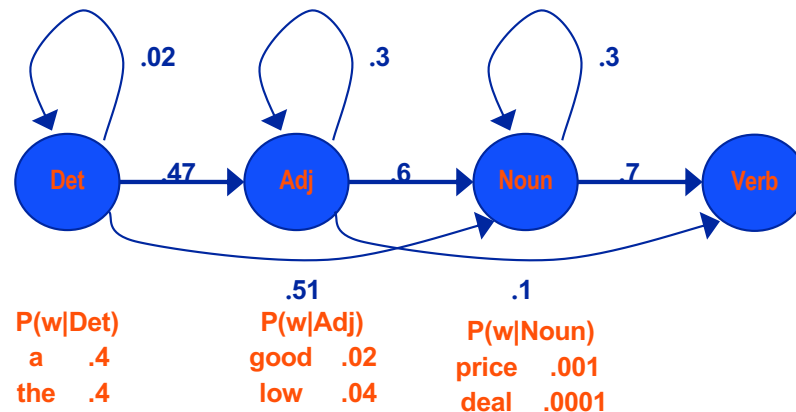 .02 .3 .3
Det .47 Adj .6 Noun .7 Verb
.51 .1
P(w|Det) P(w|Adj) P(w|Noun)
a .4 good .02 price .001
the .4 low .04 deal .0001